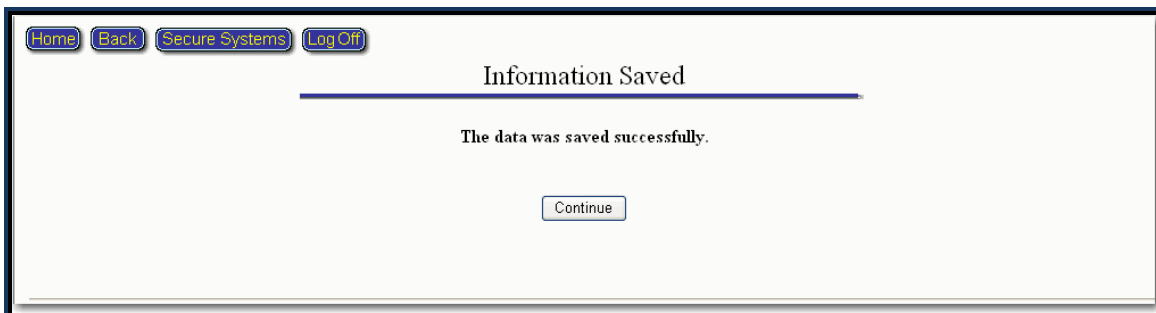 Home Back Secure Systems Log Off
Information Saved
The data was saved successfully.
Continue